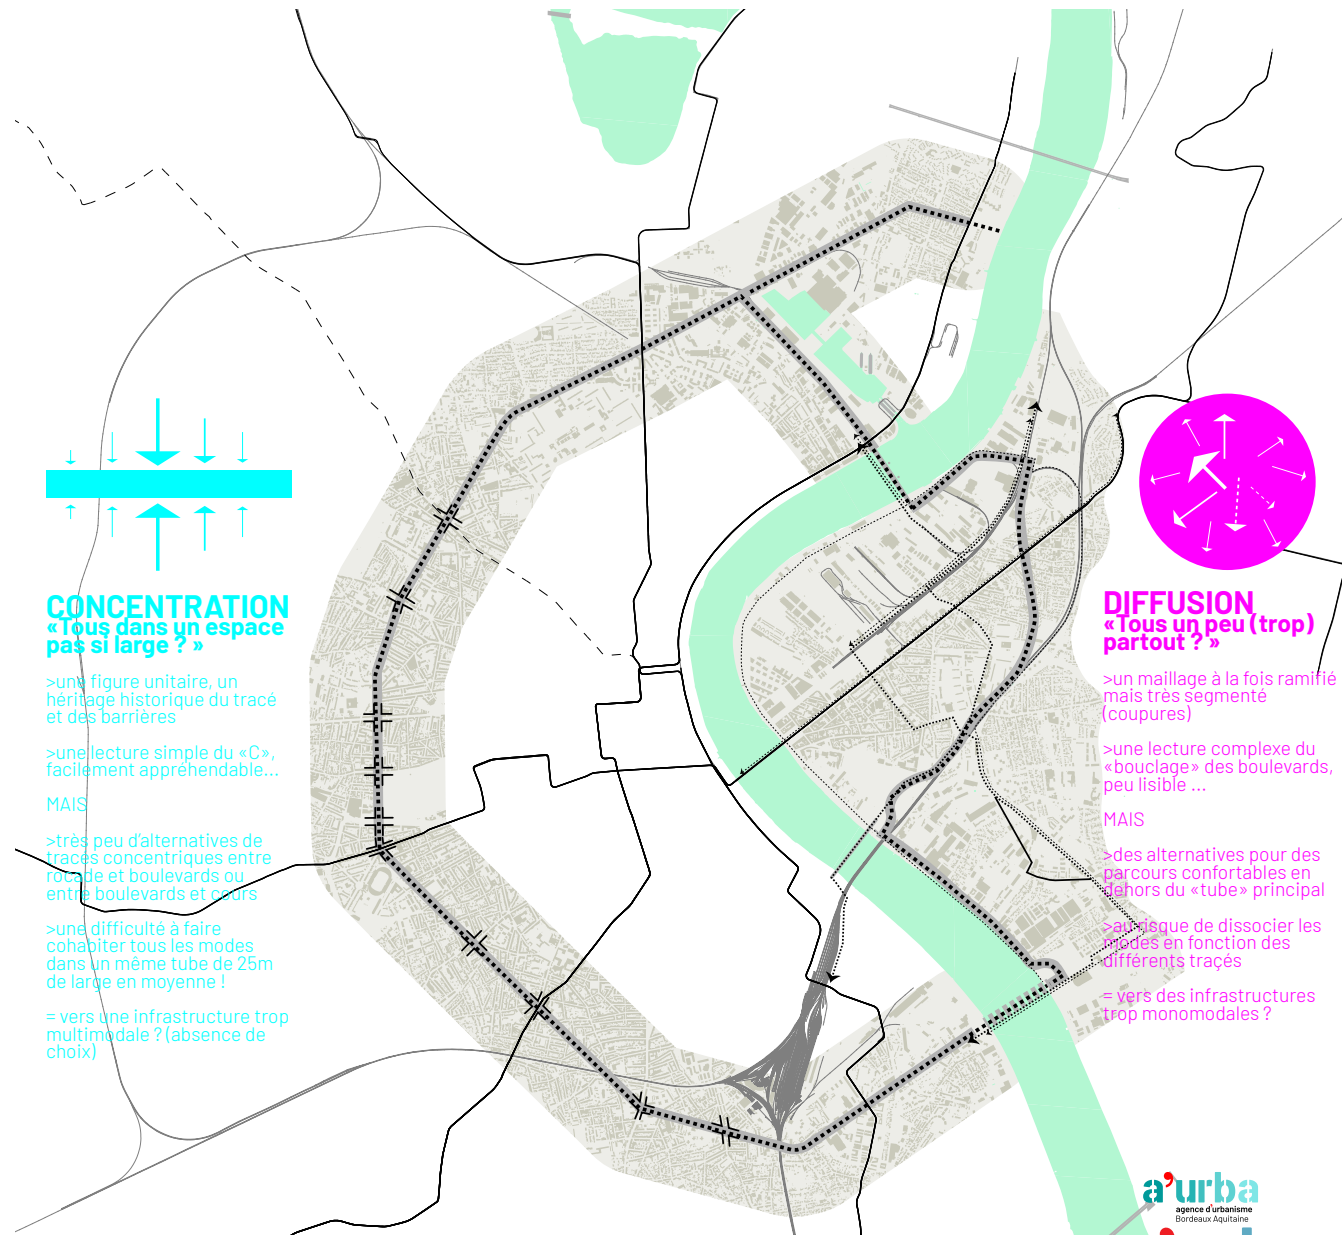 CONCENTRATION
«Tous dans un espace
pas si large ? »
>une figure unitaire, un
héritage historique du tracé
et des barrières
>une lecture simple du «C»,
facilement appréhendable...
MAIS
>très peu d'alternatives de
tracés concentriques entre
rocade et boulevards ou
entre boulevards et cours
>une difficulté à faire
cohabiter tous les modes
dans un même tube de 25m
de large en moyenne !
= vers une infrastructure trop
multimodale ? (absence de
choix)
DIFFUSION
«Tous un peu (trop)
partout ? »
>un maillage à la fois ramifié
mais très segmenté
(coupures)
>une lecture complexe du
«bouclage» des boulevards,
peu lisible ...
MAIS
>des alternatives pour des
parcours confortables en
dehors du «tube» principal
>au risque de dissocier les
modes en fonction des
différents traçés
= vers des infrastructures
trop monomodales ?
a'urba
agence d'urbanisme
Bordeaux Aquitaine